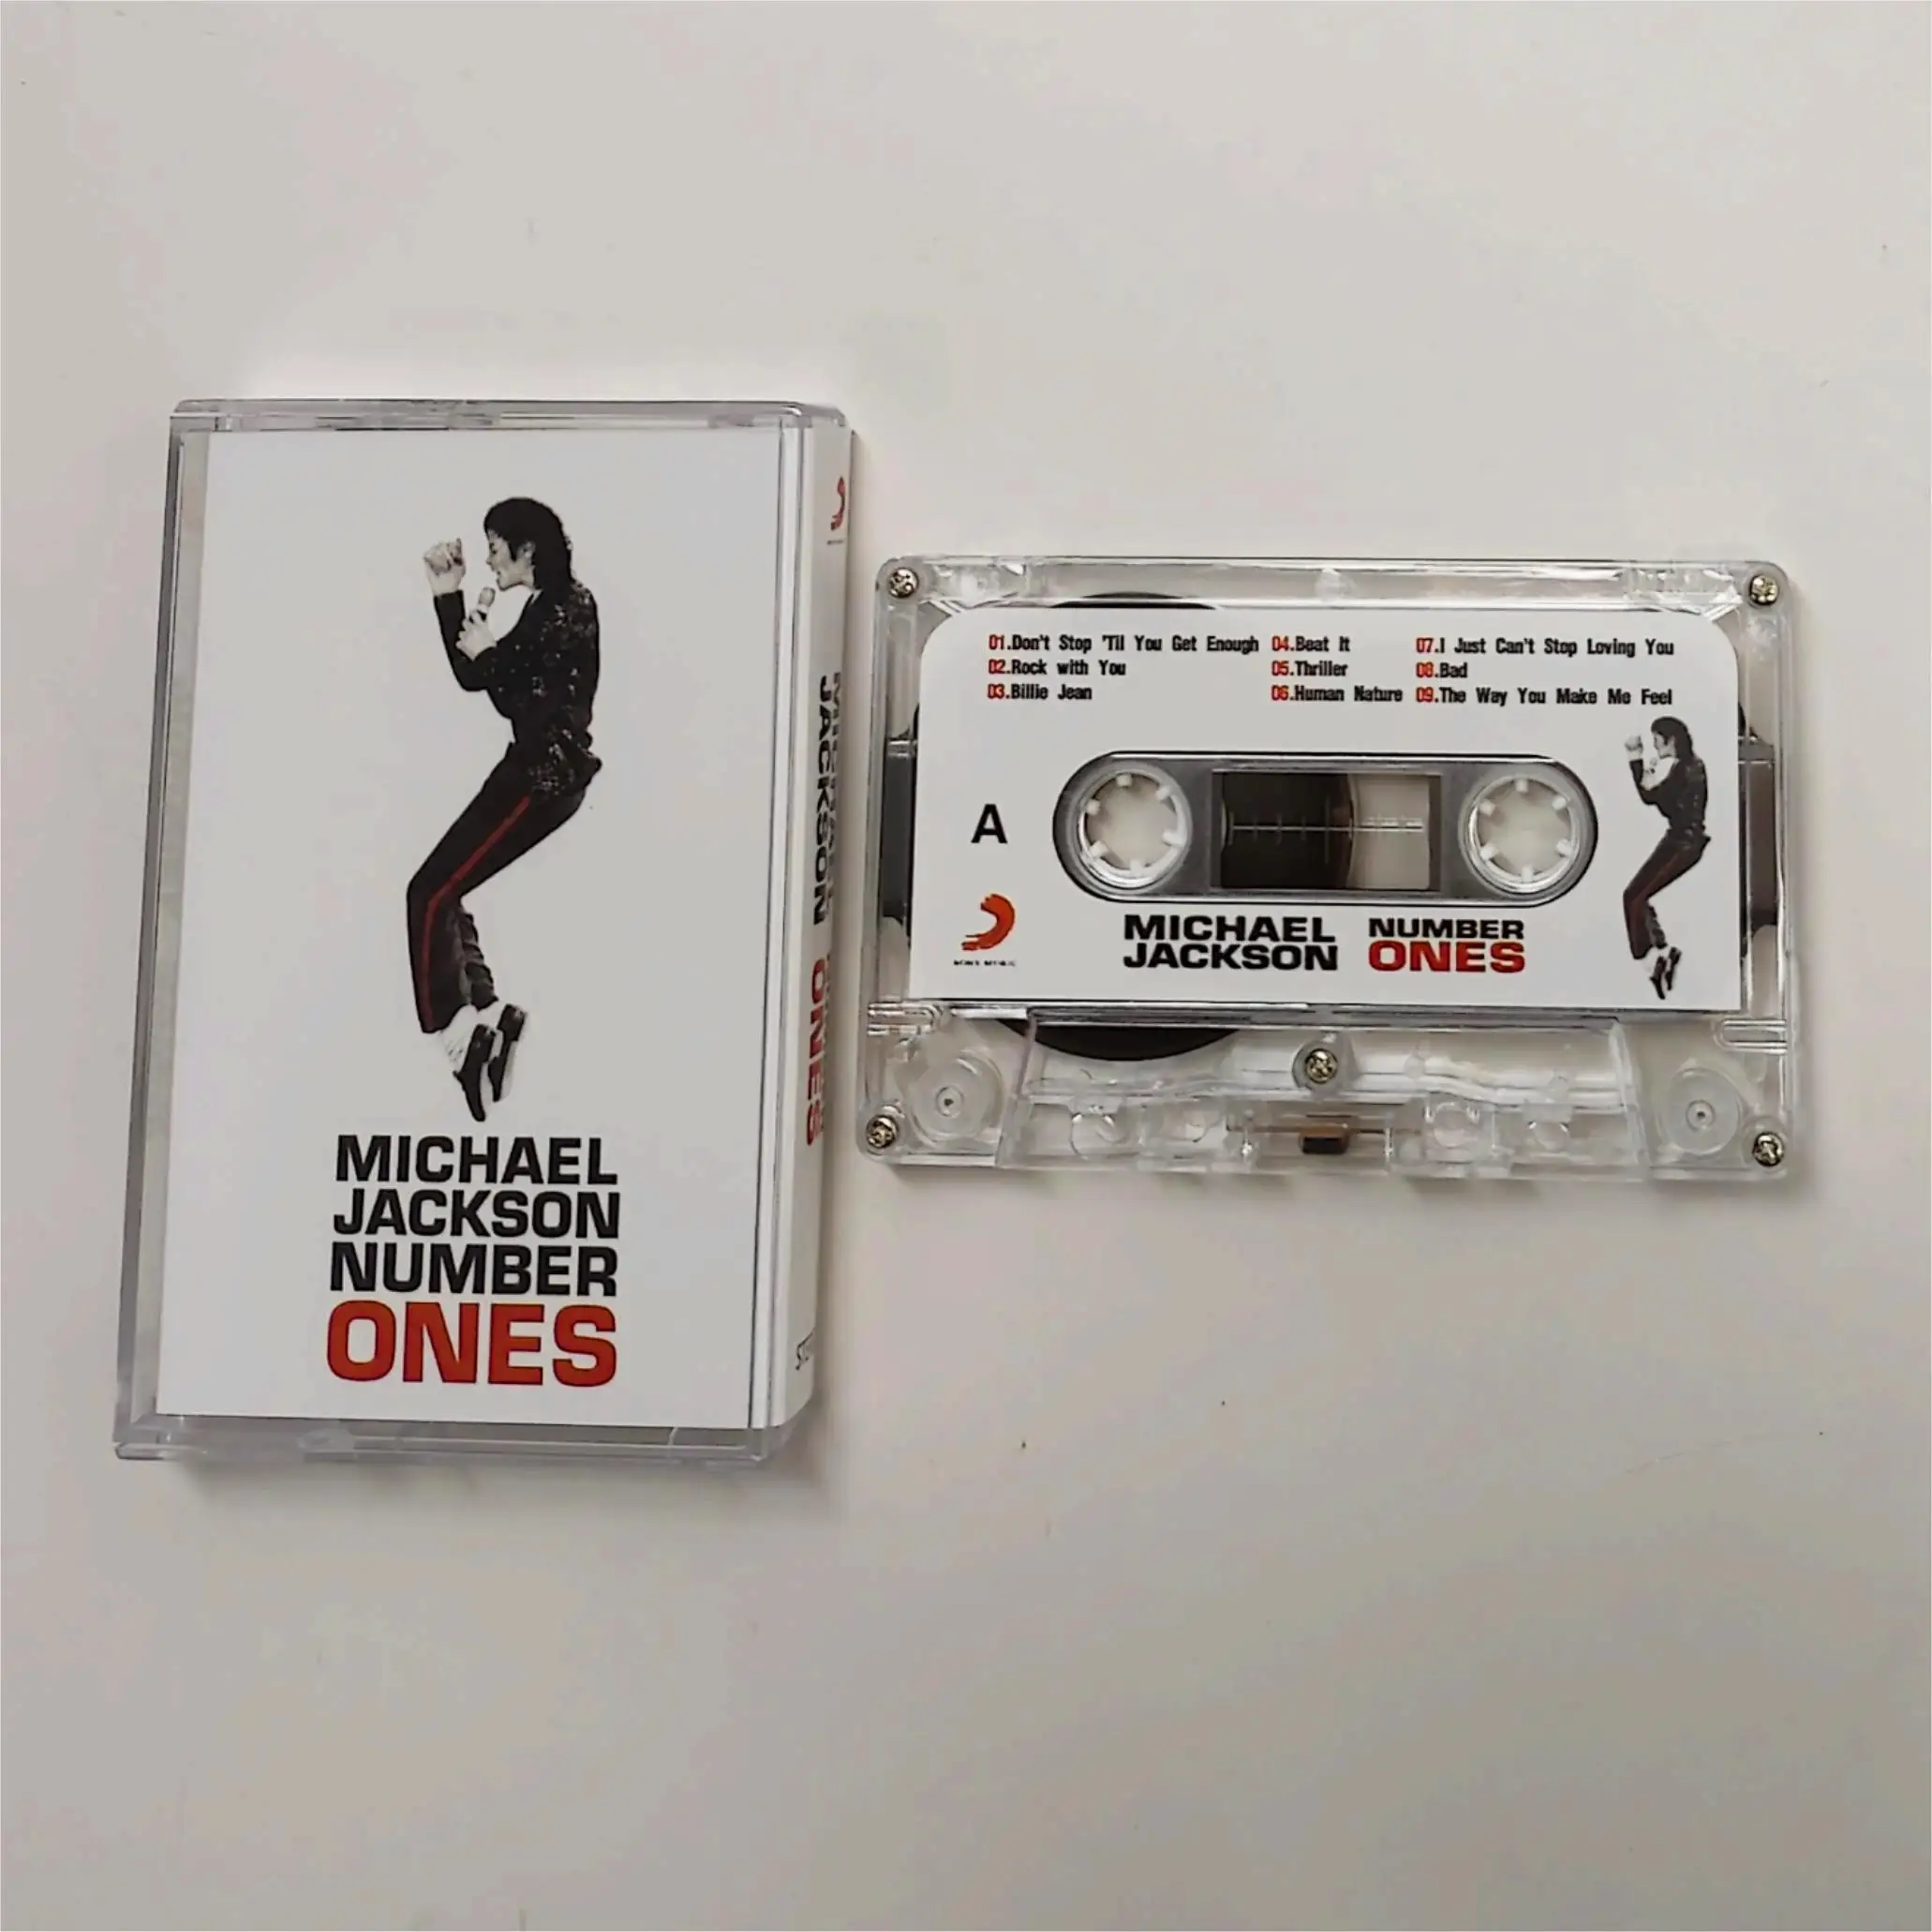 MICHAEL
JACKSON
NUMBER
ONES
JACKSON ONES
01.Don't Stop 'Til You Get Enough
02.Rock with You
03.Billie Jean
04.Beat It
05.Thriller
06.Human Nature
07.I Just Can't Stop Loving You
08.Bad
09.The Way You Make Me Feel
A
SONY MUSIC
MICHAEL NUMBER
JACKSON ONES